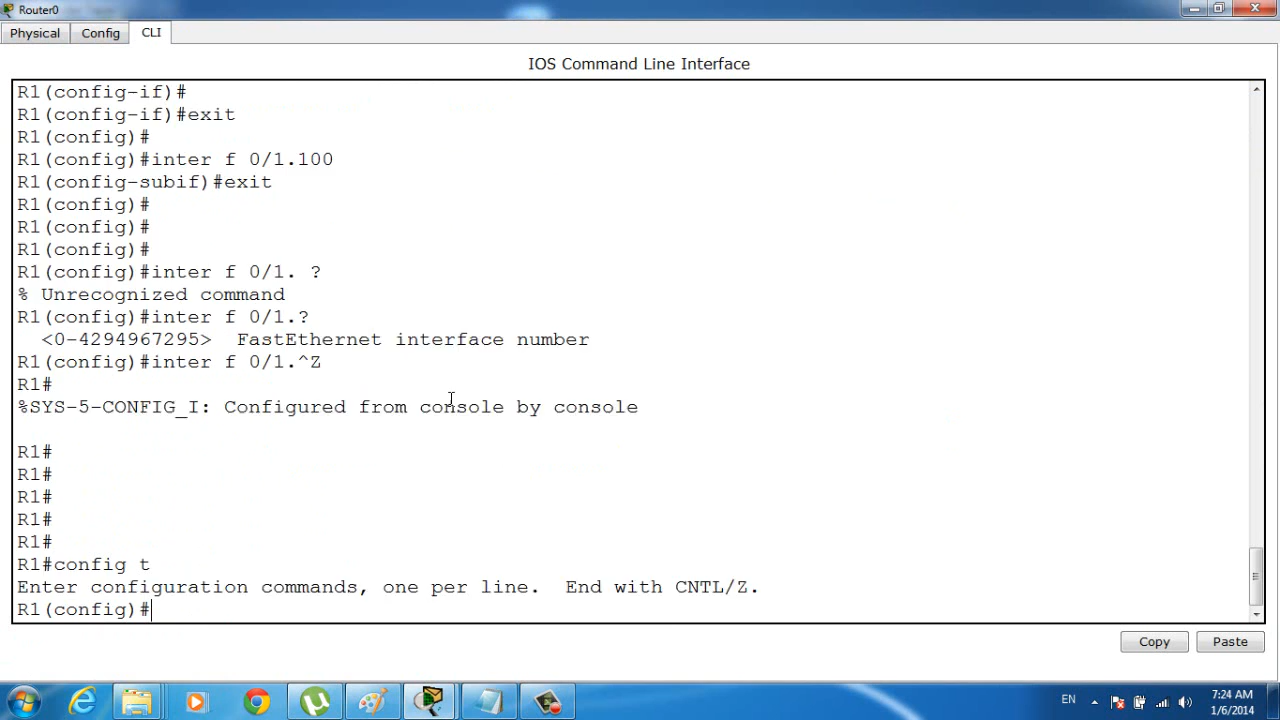 Router0
Physical Config CLI
IOS Command Line Interface
R1(config-if)#
R1(config-if)#exit
R1(config)#
R1(config)#inter f 0/1.100
R1(config-subif)#exit
R1(config)#
R1(config)#
R1(config)#
R1(config)#inter f 0/1. ?
% Unrecognized command
R1(config)#inter f 0/1.?
<0-4294967295>  FastEthernet interface number
R1(config)#inter f 0/1.^Z
R1#
%SYS-5-CONFIG_I: Configured from console by console
R1#
R1#
R1#
R1#
R1#
R1#config t
Enter configuration commands, one per line.  End with CNTL/Z.
R1(config)#
Copy Paste
EN 7:24 AM
1/6/2014